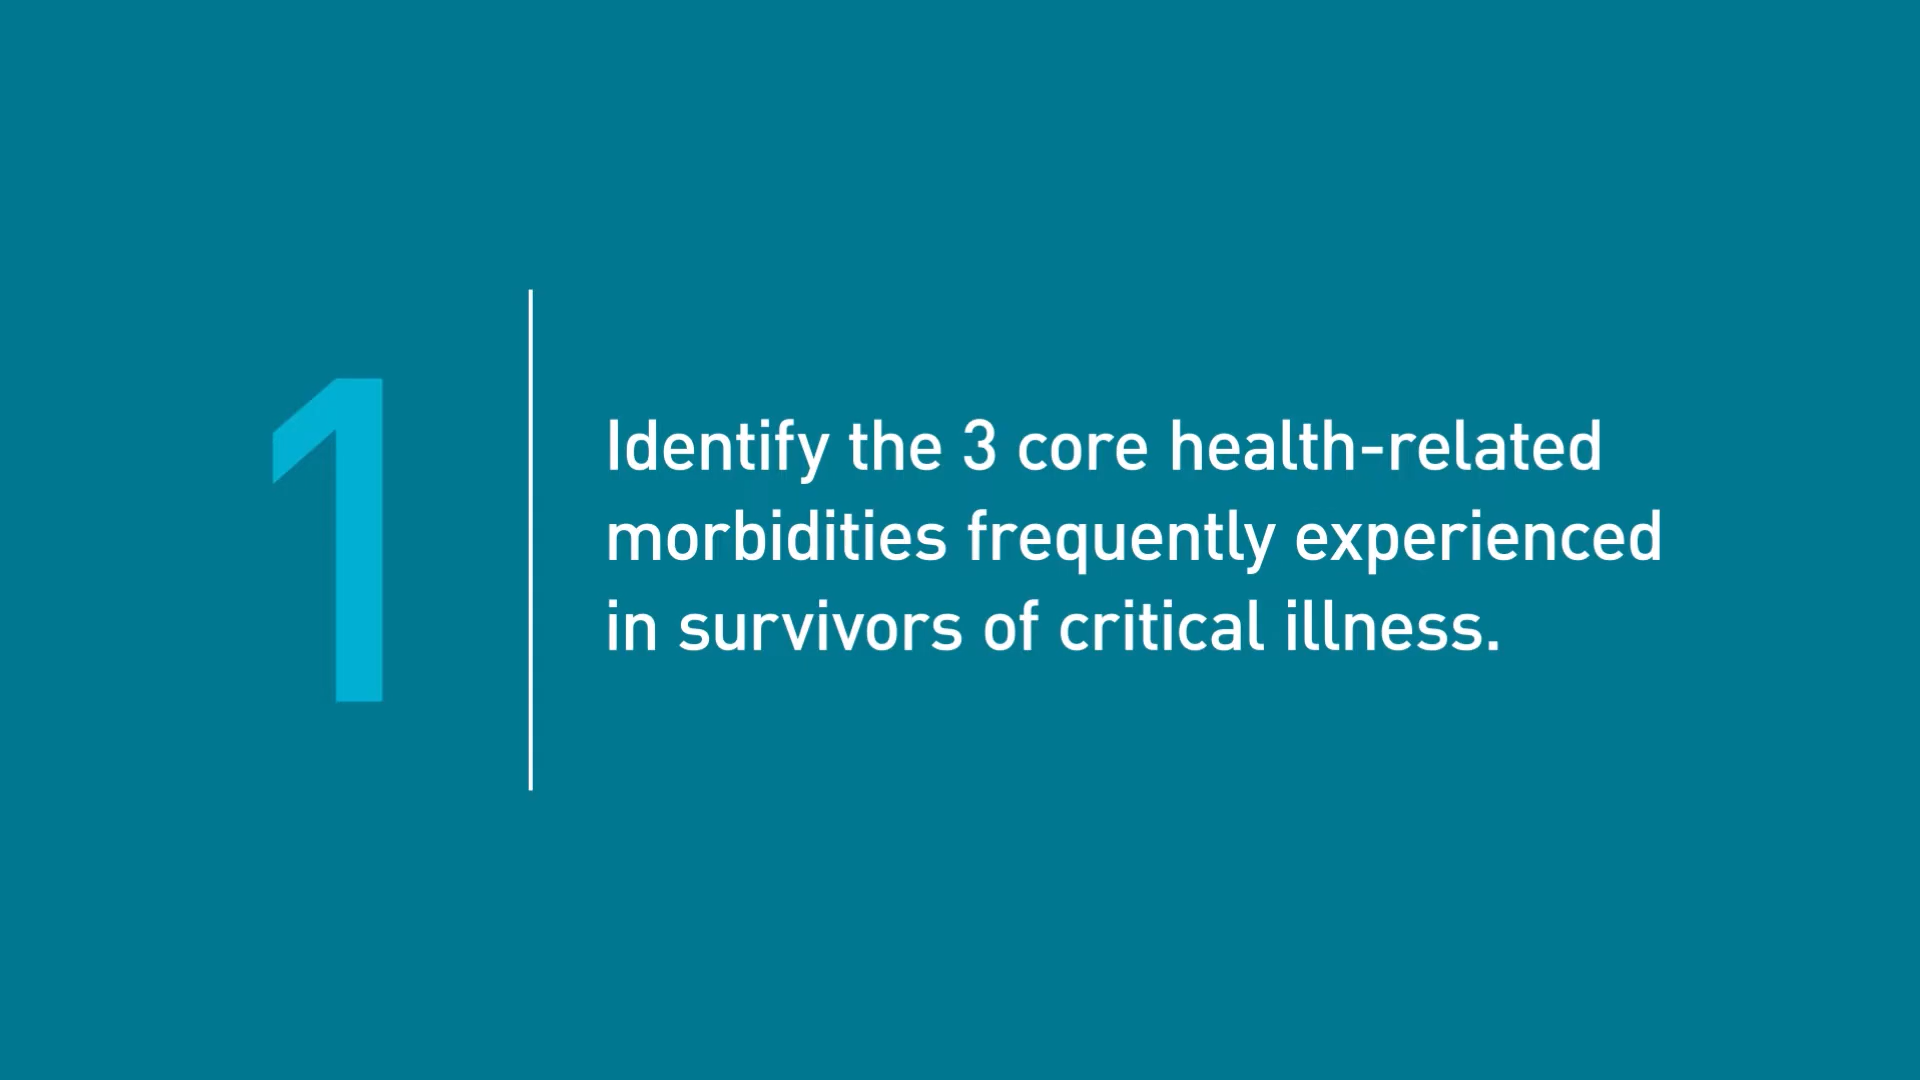 1
Identify the 3 core health-related
morbidities frequently experienced
in survivors of critical illness.